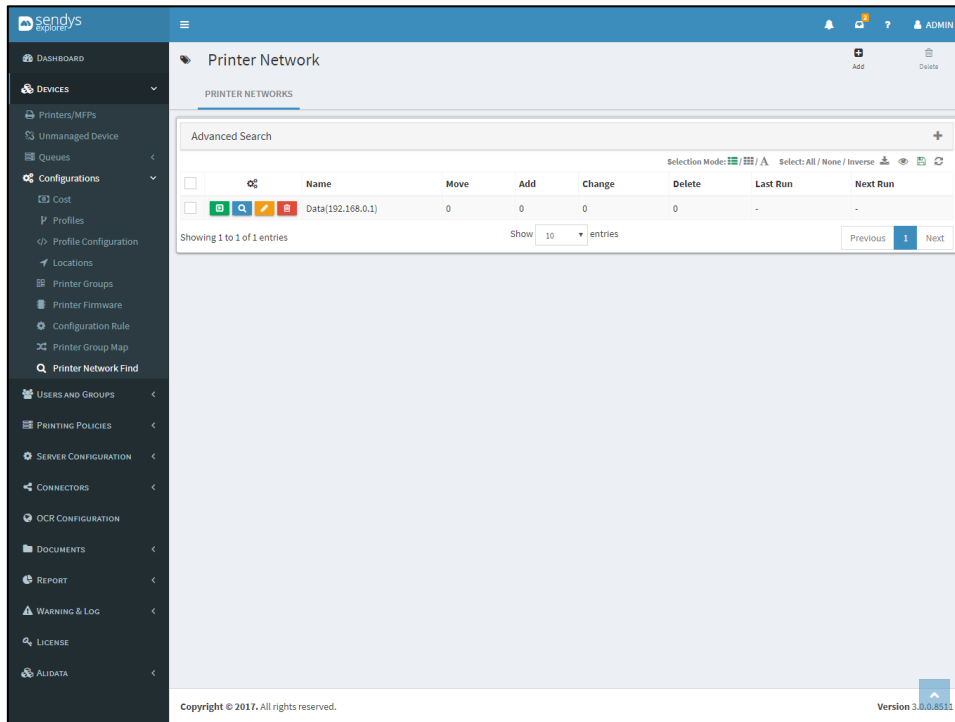 sendys
explorer
2
?
ADMIN
DASHBOARD
DEVICES
Printers/MFPs
Unmanaged Device
Queues
Configurations
Cost
Profiles
Profile Configuration
Locations
Printer Groups
Printer Firmware
Configuration Rule
Printer Group Map
Printer Network Find
USERS AND GROUPS
PRINTING POLICIES
SERVER CONFIGURATION
CONNECTORS
OCR CONFIGURATION
DOCUMENTS
REPORT
WARNING & LOG
LICENSE
ALIDATA
Printer Network
Add
Delete
PRINTER NETWORKS
Advanced Search
Selection Mode: / / A Select: All / None / Inverse
Name Move Add Change Delete Last Run Next Run
Data(192.168.0.1) 0 0 0 0 - -
Showing 1 to 1 of 1 entries Show 10 entries Previous 1 Next
Copyright © 2017. All rights reserved. Version 3.0.0.8511